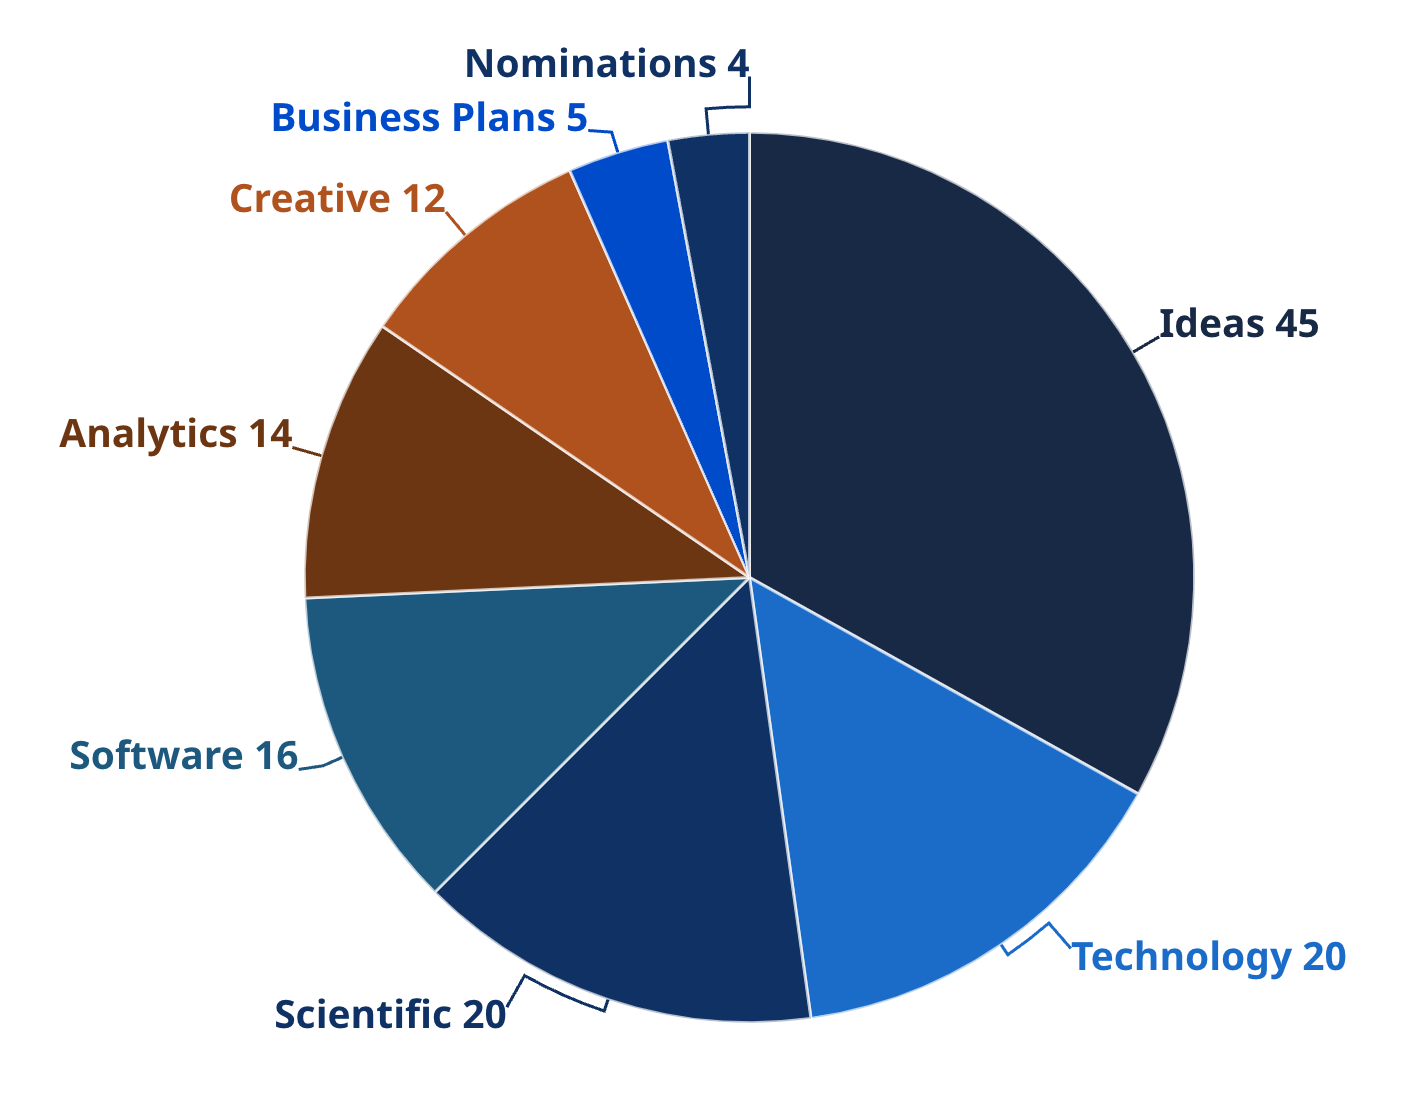 Nominations 4
Business Plans 5
Creative 12
Ideas 45
Analytics 14
Software 16
Technology 20
Scientific 20